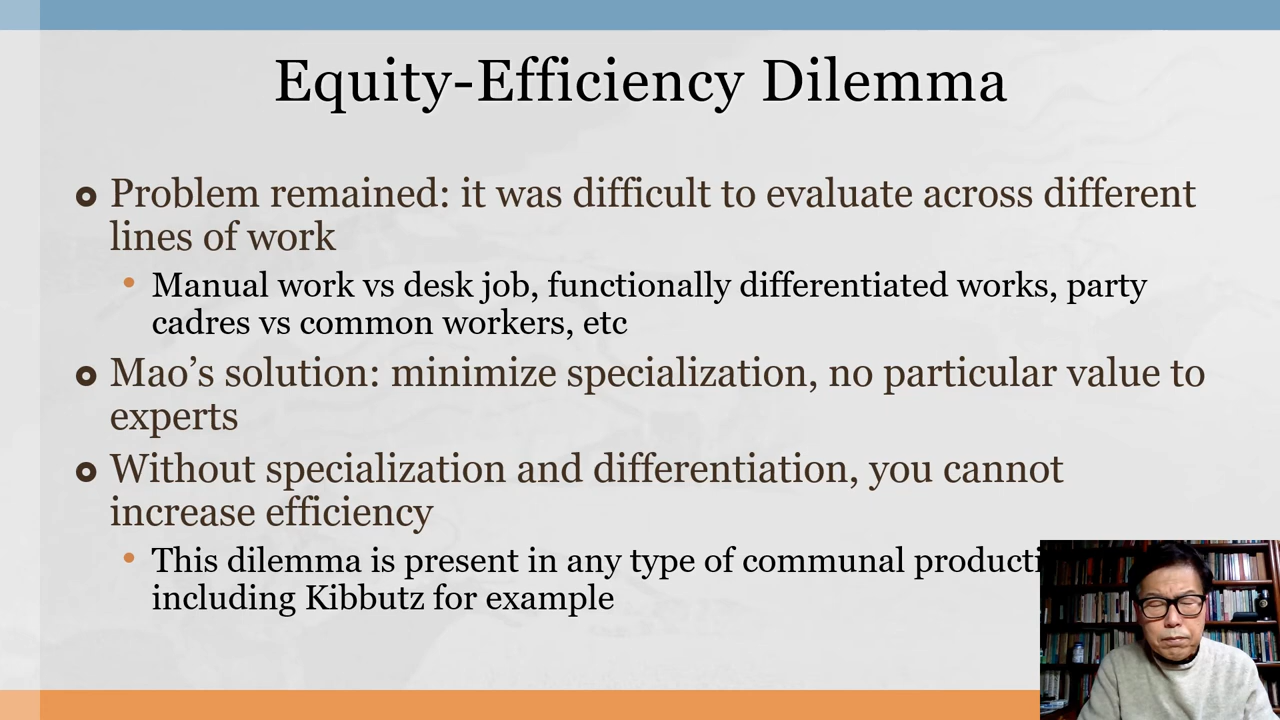 Equity-Efficiency Dilemma
Problem remained: it was difficult to evaluate across different
lines of work
Manual work vs desk job, functionally differentiated works, party
cadres vs common workers, etc
Mao’s solution: minimize specialization, no particular value to
experts
Without specialization and differentiation, you cannot
increase efficiency
This dilemma is present in any type of communal
including Kibbutz for example